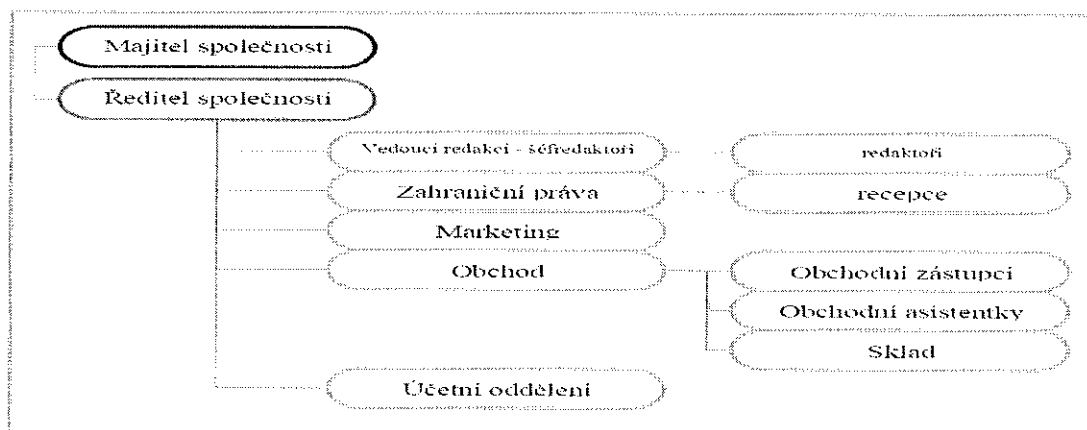 Majitel společnosti
Ředitel společnosti
Vedoucí redakcí - šéfredaktoři
redaktoři
Zahraniční práva
recepce
Marketing
Obchod
Obchodní zástupci
Obchodní asistentky
Sklad
Účetní oddělení